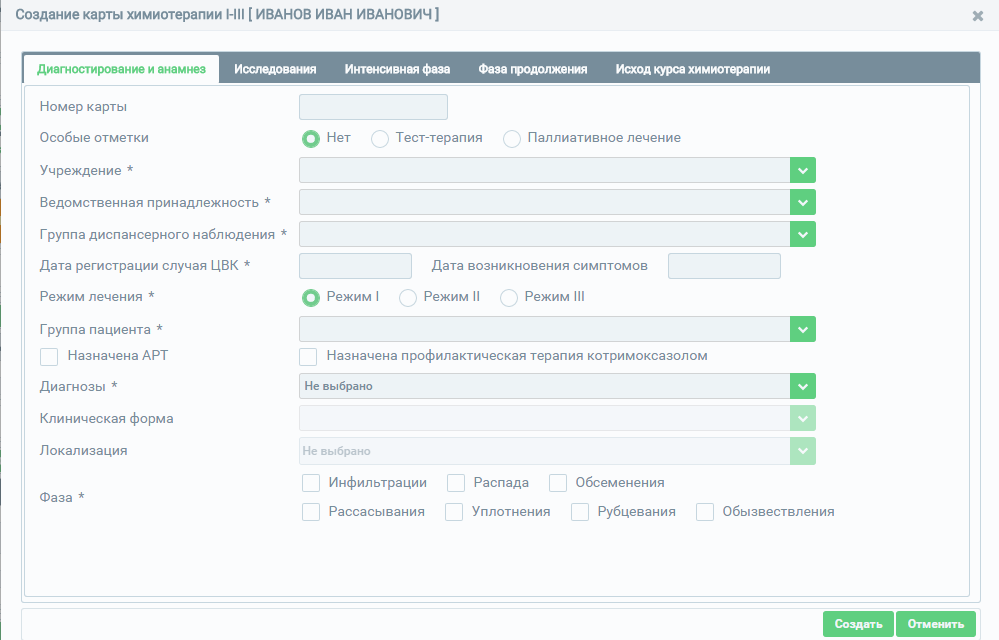 Создание карты химиотерапии I-III [ ИВАНОВ ИВАН ИВАНОВИЧ ]
Диагностирование и анамнез Исследования Интенсивная фаза Фаза продолжения Исход курса химиотерапии
Номер карты
Особые отметки Нет Тест-терапия Паллиативное лечение
Учреждение *
Ведомственная принадлежность *
Группа диспансерного наблюдения *
Дата регистрации случая ЦВК * Дата возникновения симптомов
Режим лечения * Режим I Режим II Режим III
Группа пациента *
Назначена АРТ Назначена профилактическая терапия котримоксазолом
Диагнозы * Не выбрано
Клиническая форма
Локализация Не выбрано
Фаза * Инфильтрации Распада Обсеменения
Рассасывания Уплотнения Рубцевания Обызвествления
Создать Отменить